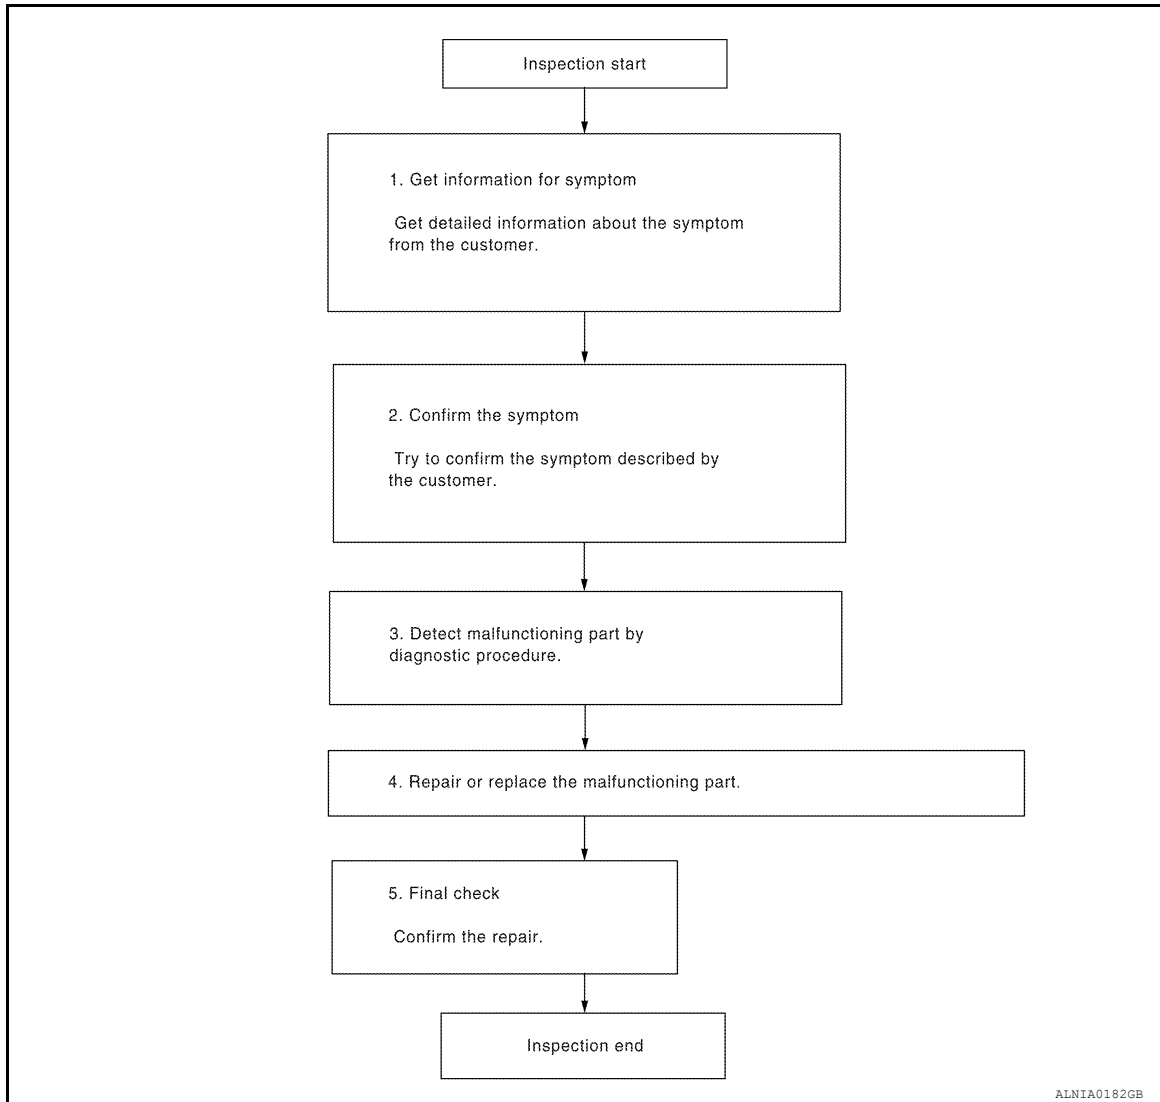 Inspection start
1. Get information for symptom
Get detailed information about the symptom
from the customer.
2. Confirm the symptom
Try to confirm the symptom described by
the customer.
3. Detect malfunctioning part by
diagnostic procedure.
4. Repair or replace the malfunctioning part.
5. Final check
Confirm the repair.
Inspection end
ALNIA0182GB